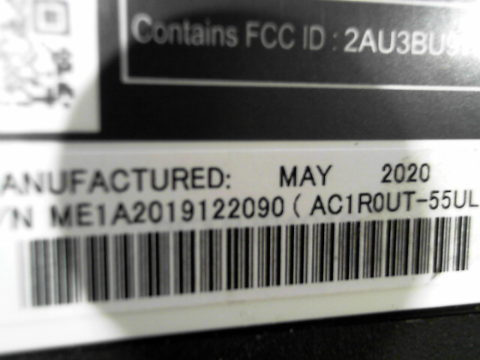 Contains FCC ID : 2AU3BU
ANUFACTURED: MAY 2020
/N ME1A2019122090 ( AC1R0UT-55UL